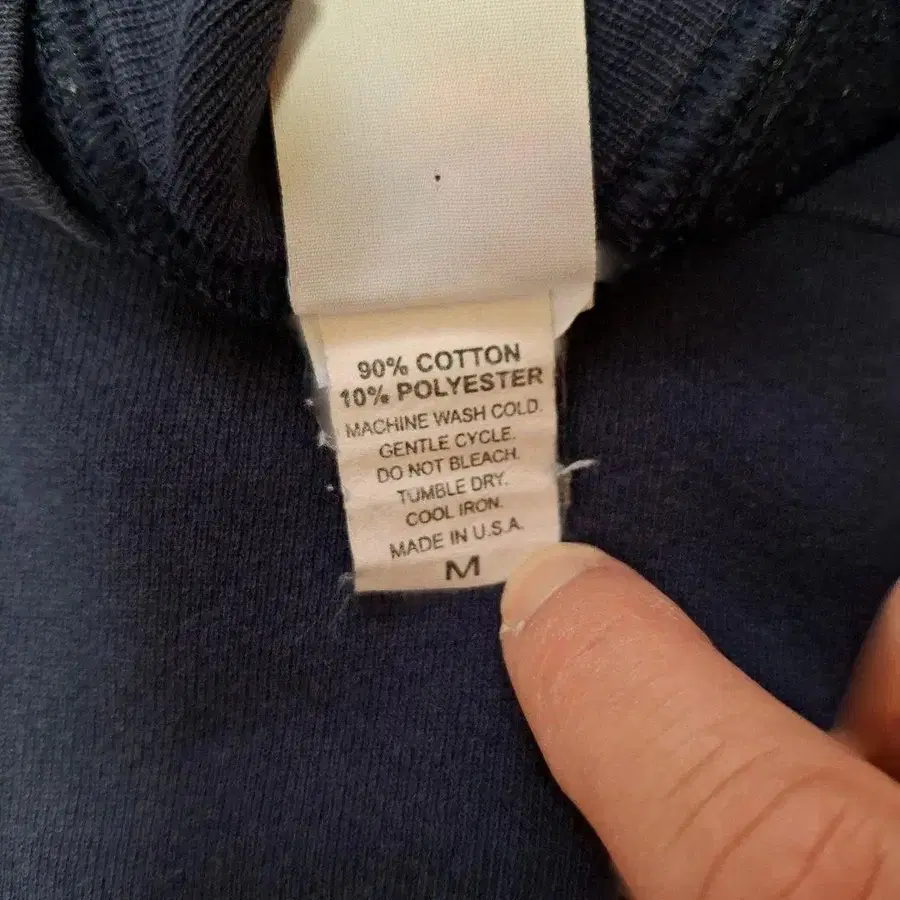 90% COTTON
10% POLYESTER
MACHINE WASH COLD.
GENTLE CYCLE.
DO NOT BLEACH.
TUMBLE DRY.
COOL IRON.
MADE IN U.S.A.
M